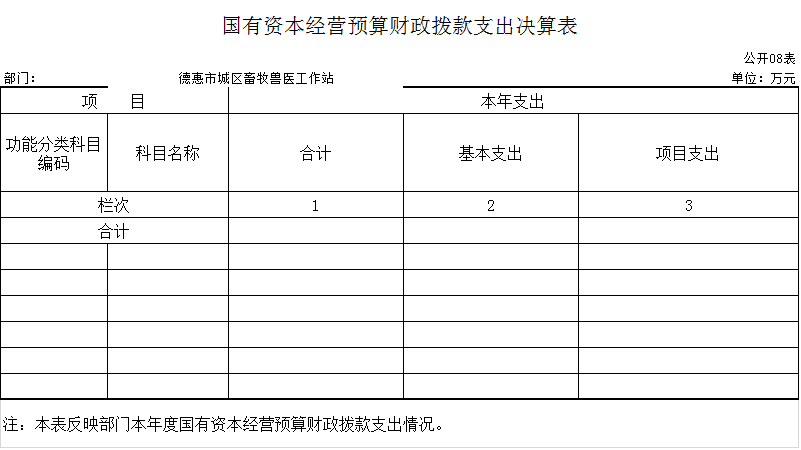 国有资本经营预算财政拨款支出决算表
公开08表
部门： 德惠市城区畜牧兽医工作站 单位：万元
项 目 本年支出
功能分类科目编码 科目名称 合计 基本支出 项目支出
栏次 1 2 3
合计
注：本表反映部门本年度国有资本经营预算财政拨款支出情况。